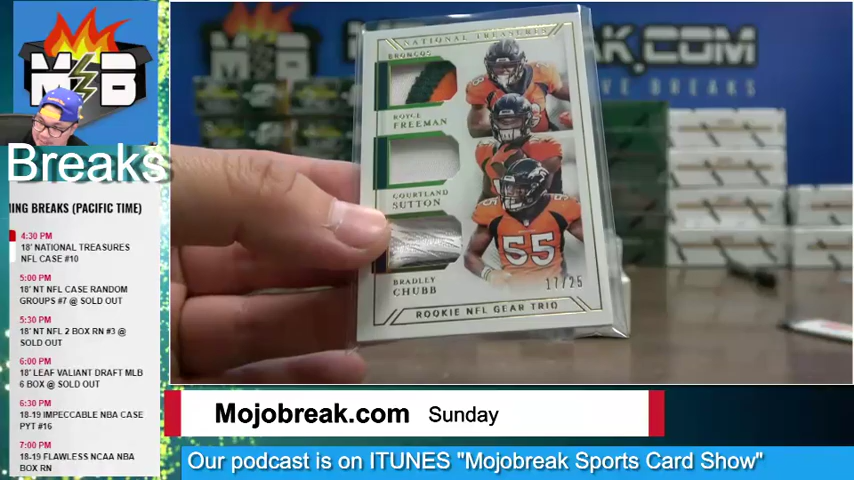 M B
Breaks
NING BREAKS (PACIFIC TIME)
4:30 PM
18' NATIONAL TREASURES
NFL CASE #10
5:00 PM
18' NT NFL CASE RANDOM
GROUPS #7 @ SOLD OUT
5:30 PM
18' NT NFL 2 BOX RN #3 @
SOLD OUT
6:00 PM
18' LEAF VALIANT DRAFT MLB
6 BOX @ SOLD OUT
6:30 PM
18-19 IMPECCABLE NBA CASE
PYT #16
7:00 PM
18-19 FLAWLESS NCAA NBA
BOX RN
M B
K.COM
VE BREAKS
NATIONAL TREASURES
BRONCOS
ROYCE
FREEMAN
COURTLAND
SUTTON
BRADLEY
CHUBB
55
17/25
ROOKIE NFL GEAR TRIO
Mojobreak.com Sunday
Our podcast is on ITUNES "Mojobreak Sports Card Show"